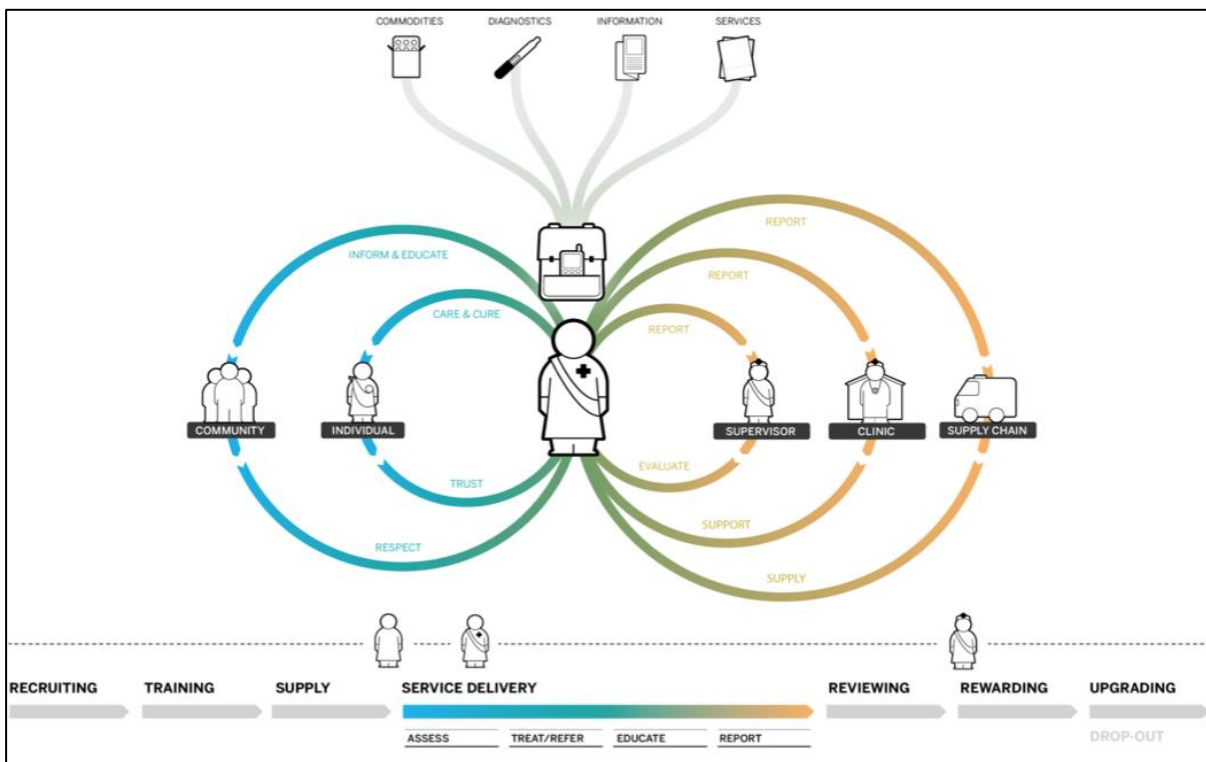 COMMODITIES
DIAGNOSTICS
INFORMATION
SERVICES
REPORT
INFORM & EDUCATE
REPORT
CARE & CURE
REPORT
COMMUNITY
INDIVIDUAL
SUPERVISOR
CLINIC
SUPPLY CHAIN
EVALUATE
TRUST
SUPPORT
RESPECT
SUPPLY
RECRUITING
TRAINING
SUPPLY
SERVICE DELIVERY
REVIEWING
REWARDING
UPGRADING
ASSESS
TREAT/REFER
EDUCATE
REPORT
DROP-OUT